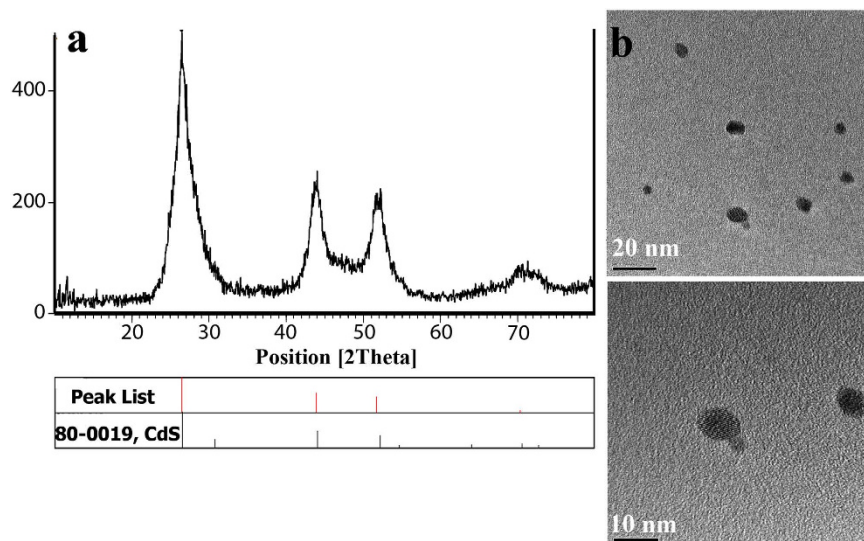 a
400
200
0
20 30 40 50 60 70
Position [2Theta]
Peak List
80-0019, CdS
b
20 nm
10 nm